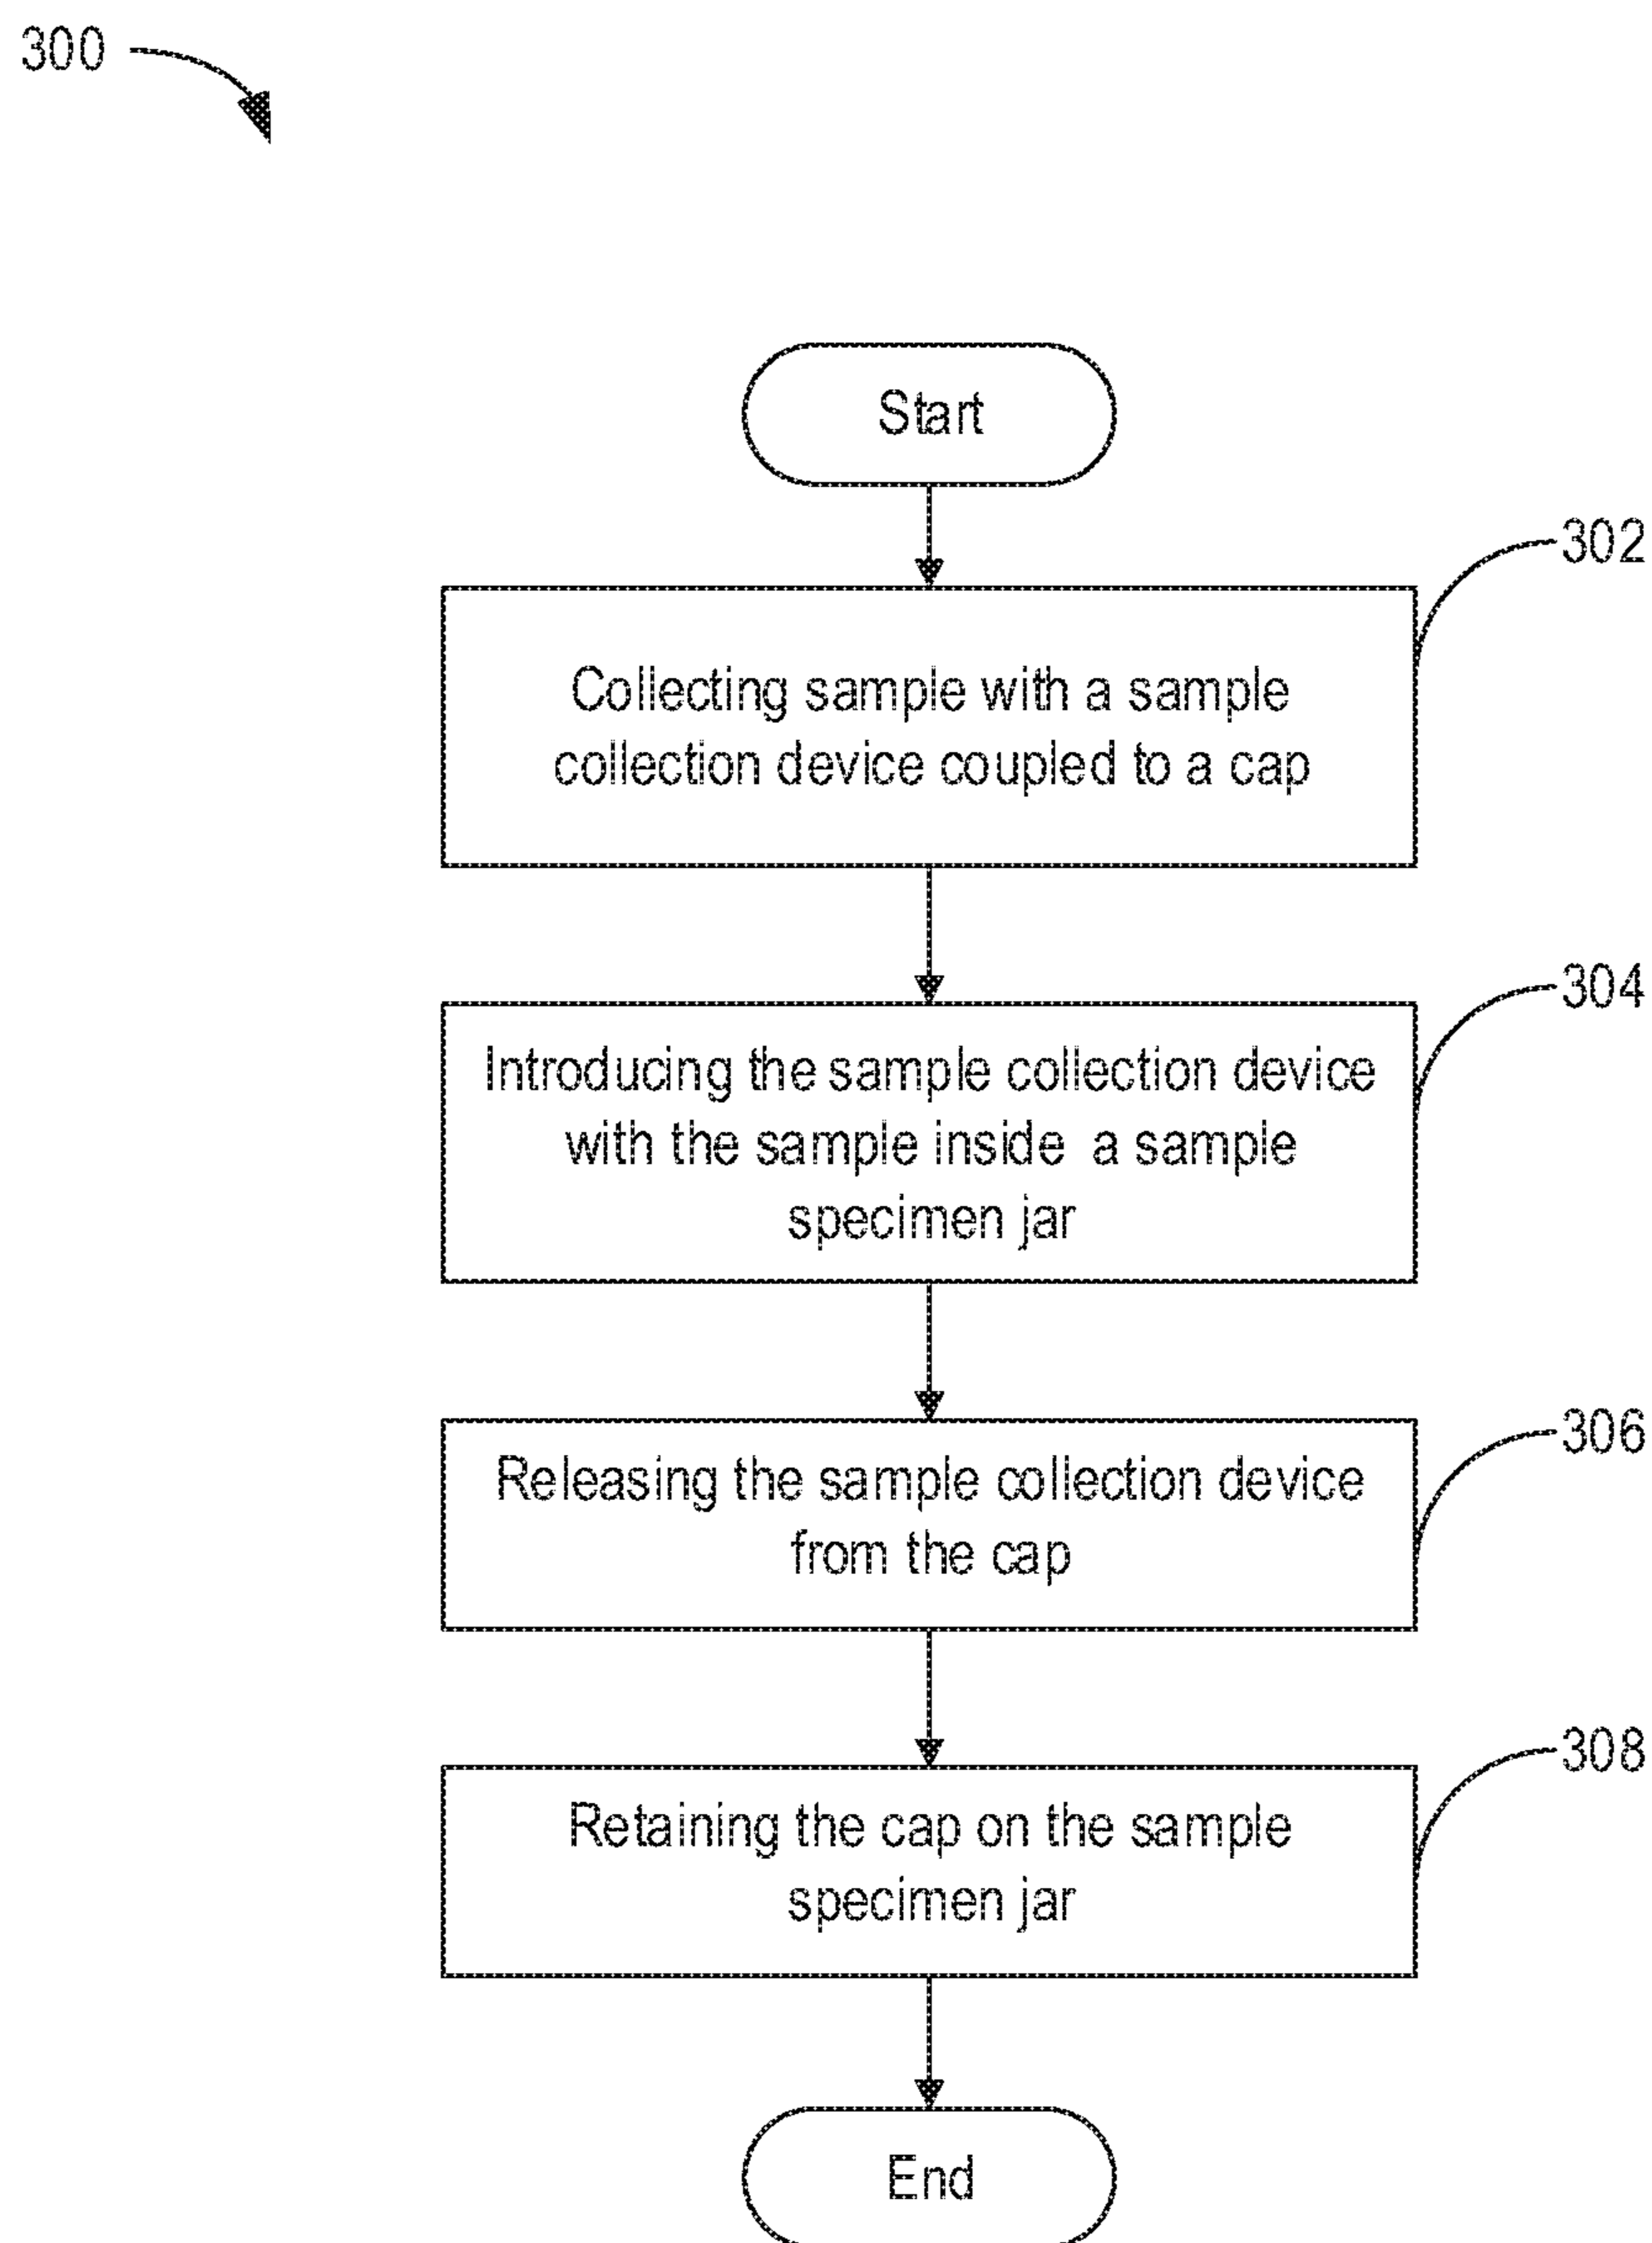 300
Start
302
Collecting sample with a sample
collection device coupled to a cap
304
Introducing the sample collection device
with the sample inside a sample
specimen jar
306
Releasing the sample collection device
from the cap
308
Retaining the cap on the sample
specimen jar
End